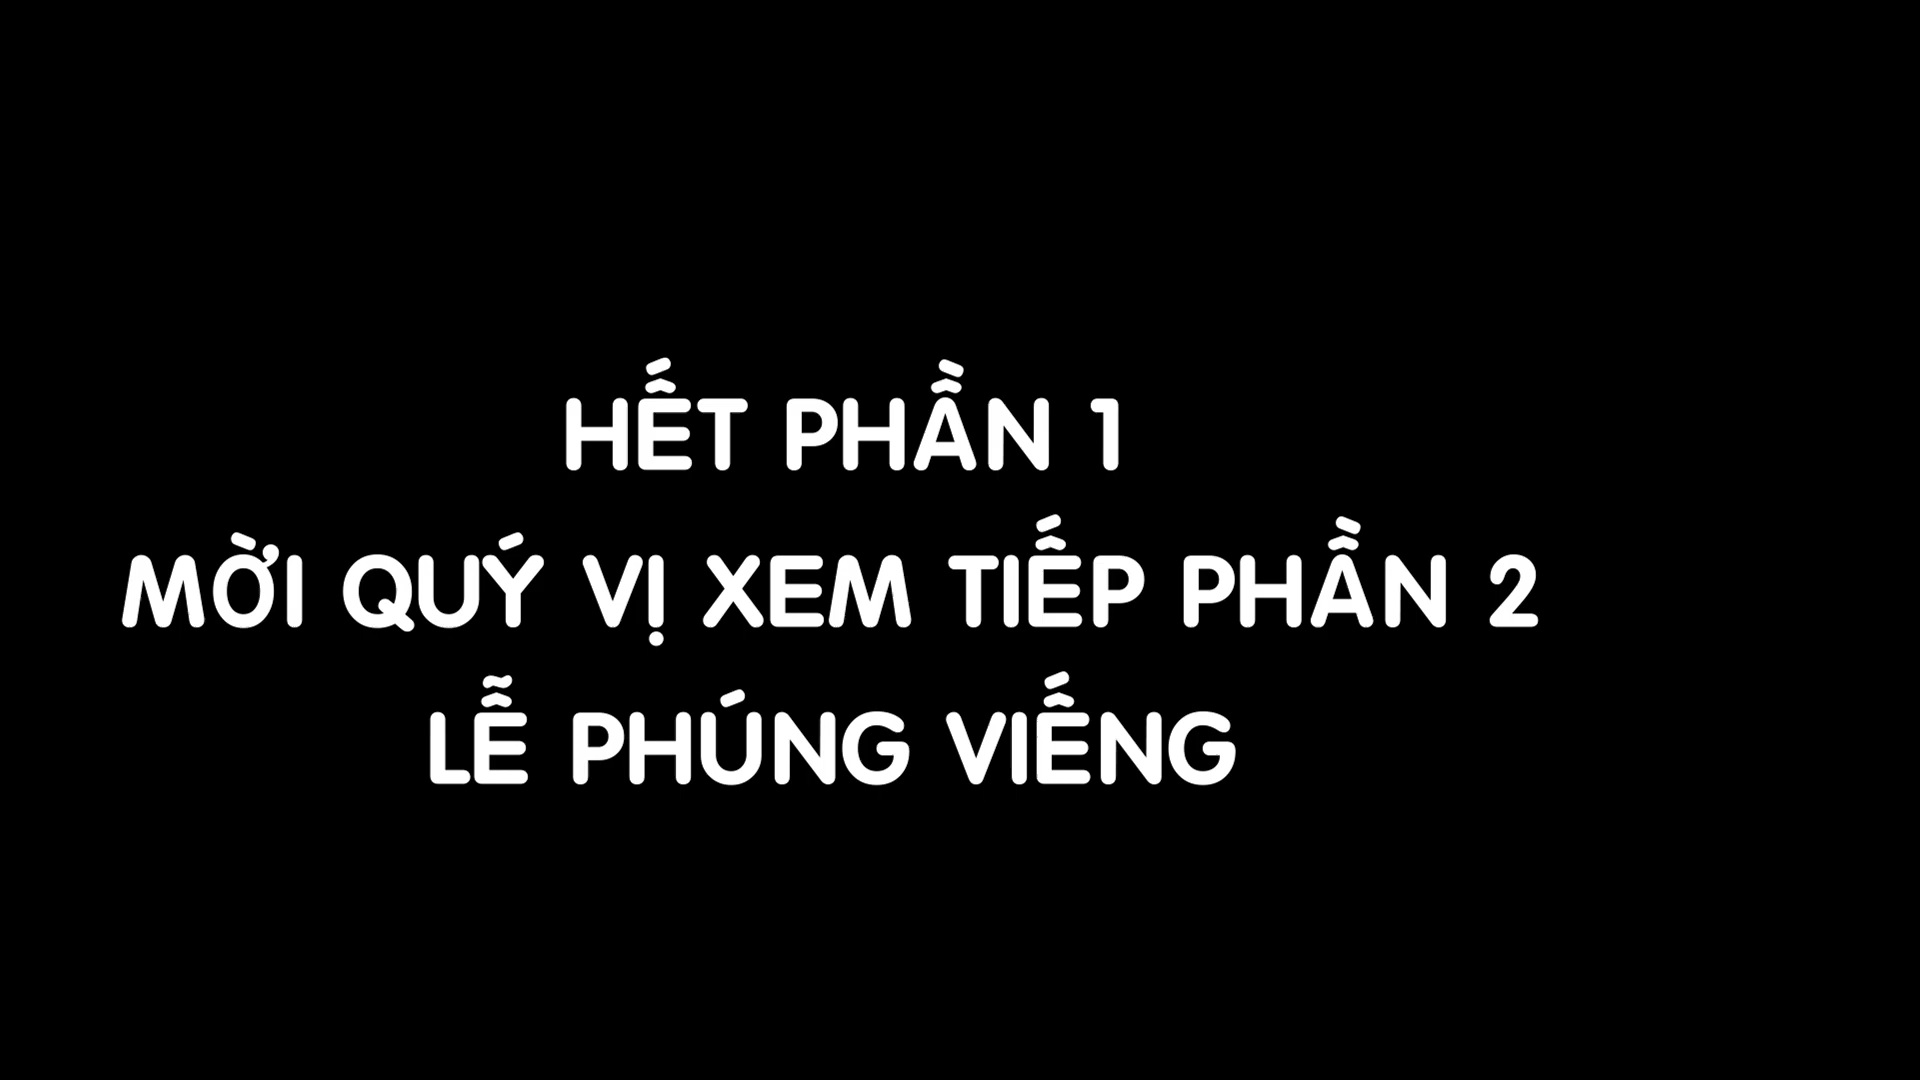 HẾT PHẦN 1
MỜI QUÝ VỊ XEM TIẾP PHẦN 2
LỄ PHÚNG VIẾNG